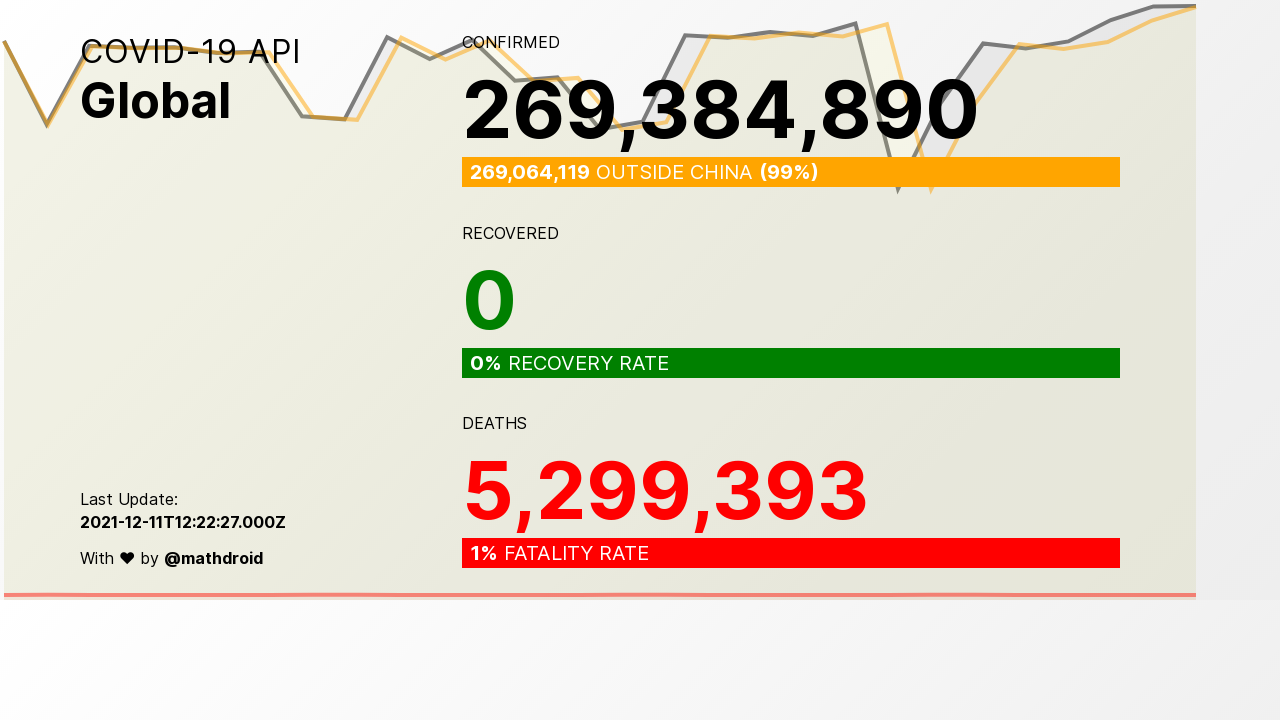 COVID-19 API
Global
CONFIRMED
269,384,890
269,064,119 OUTSIDE CHINA (99%)
RECOVERED
0
0% RECOVERY RATE
DEATHS
5,299,393
1% FATALITY RATE
Last Update:
2021-12-11T12:22:27.000Z
With ♥ by @mathdroid